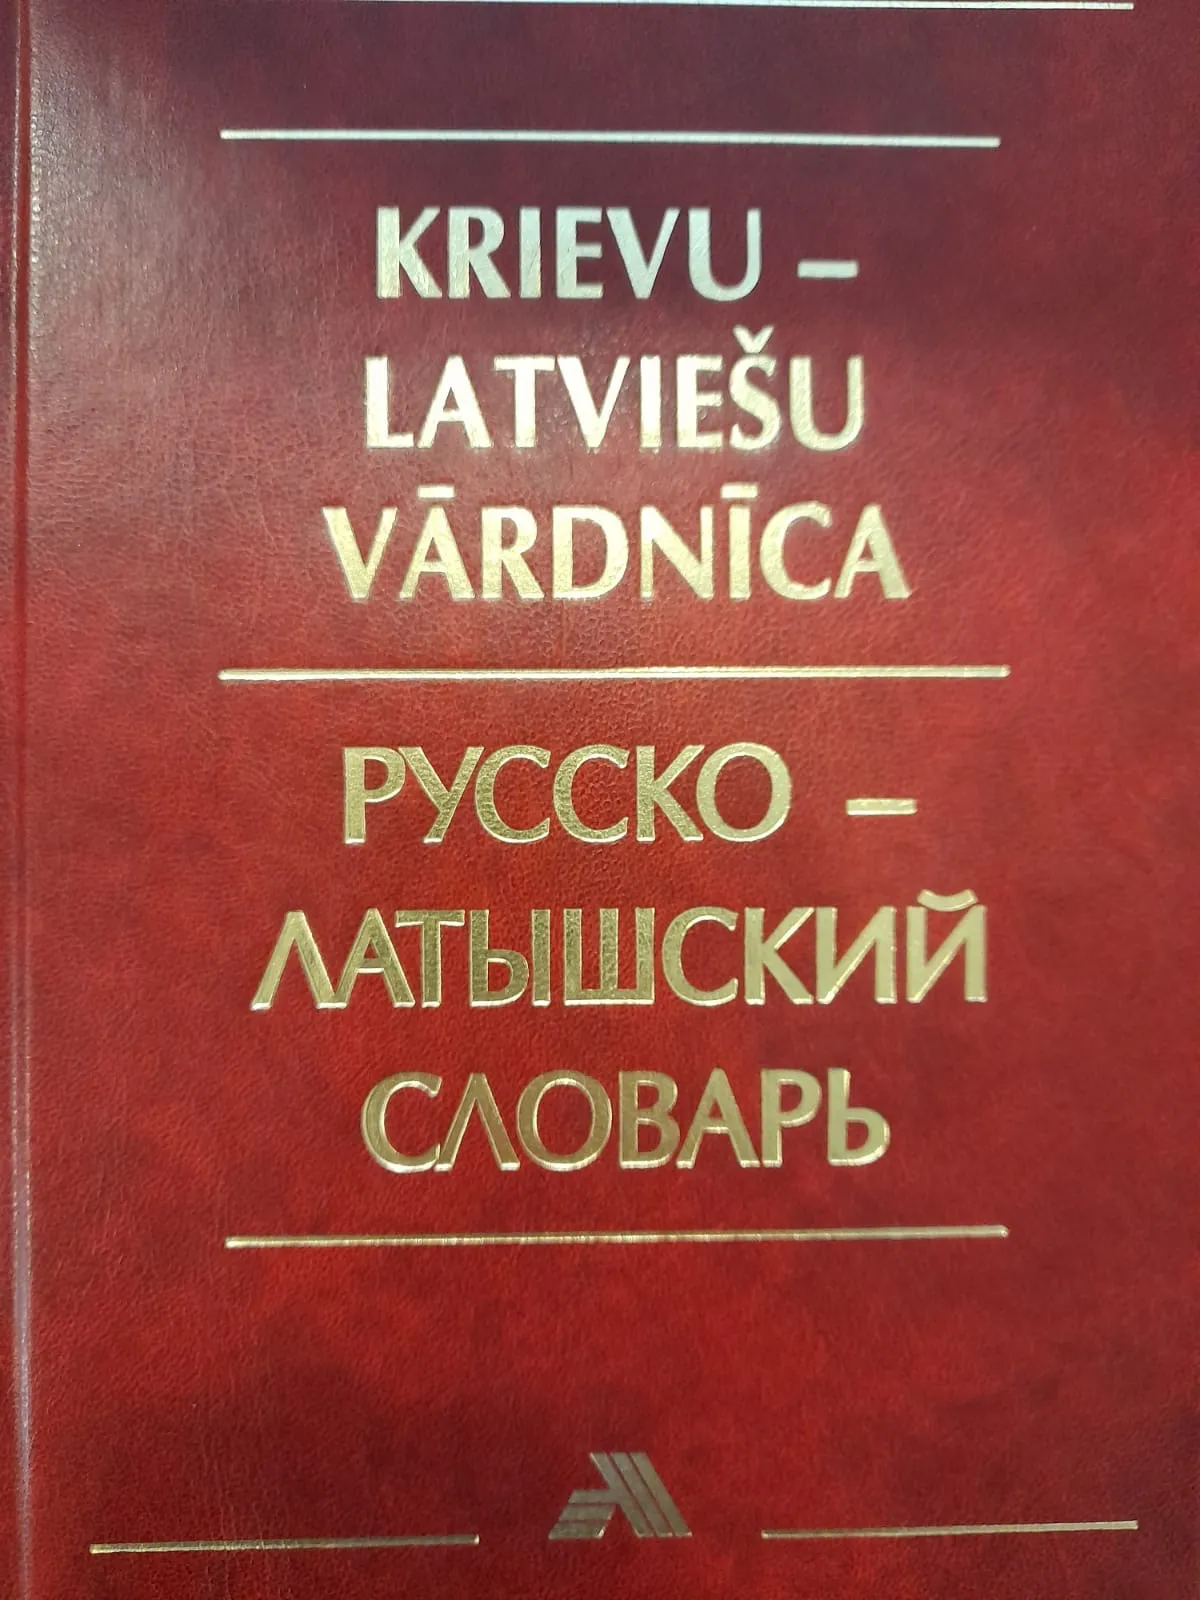 KRIEVU –
LATVIEŠU
VĀRDNĪCA
РУССКО –
ЛАТЫШСКИЙ
СЛОВАРЬ